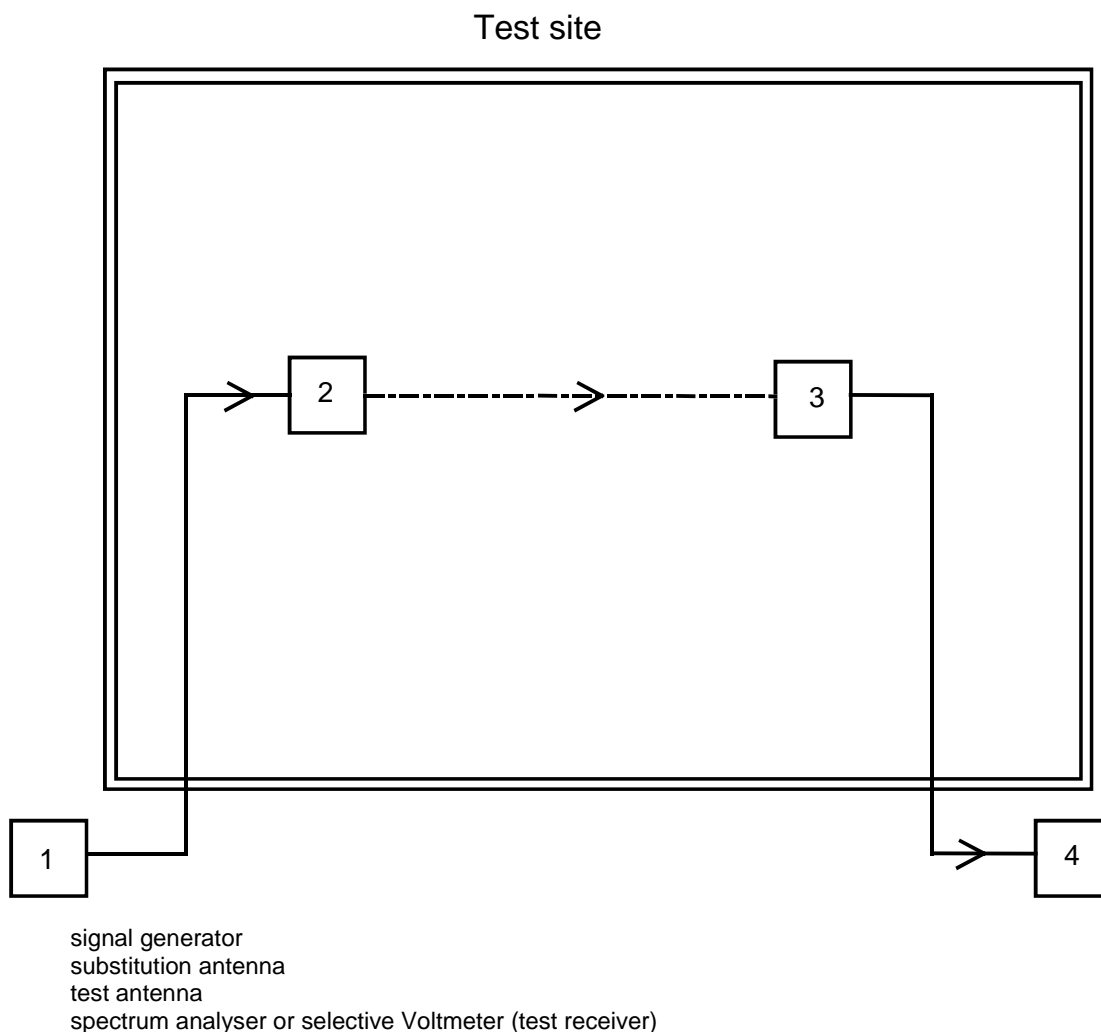 Test site
2
3
1
4
signal generator
substitution antenna
test antenna
spectrum analyser or selective Voltmeter (test receiver)